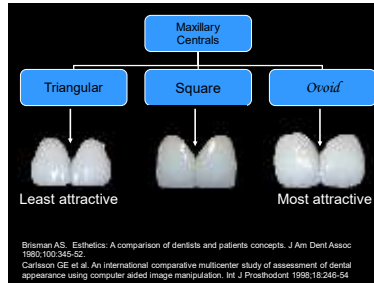 Maxillary
Centrals
Triangular
Square
Ovoid
Least attractive
Most attractive
Brisman AS. Esthetics: A comparison of dentists and patients concepts. J Am Dent Assoc
1980;100:345-52.
Carlsson GE et al. An international comparative multicenter study of assessment of dental
appearance using computer aided image manipulation. Int J Prosthodont 1998;18:246-54